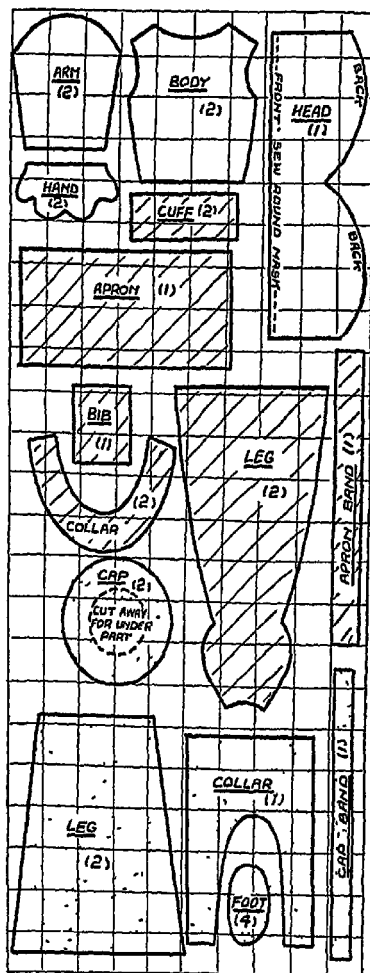 ARM
(2)
BODY
(2)
HEAD
(1)
BACK
BACK
FRONT, SEW ROUND MASK
HAND
(2)
CUFF (2)
APRON (1)
BIB
(1)
COLLAR
(2)
LEG
(2)
APRON BAND (1)
CAP (2)
CUT AWAY
FOR UNDER
PART
LEG
(2)
COLLAR
(1)
FOOT
(4)
CAP BAND (1)